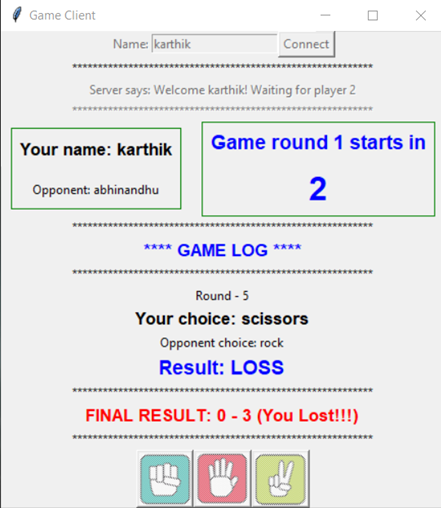 Game Client
Name: karthik Connect
Server says: Welcome karthik! Waiting for player 2
Your name: karthik
Opponent: abhinandhu
Game round 1 starts in
2
**** GAME LOG ****
Round - 5
Your choice: scissors
Opponent choice: rock
Result: LOSS
FINAL RESULT: 0 - 3 (You Lost!!!)